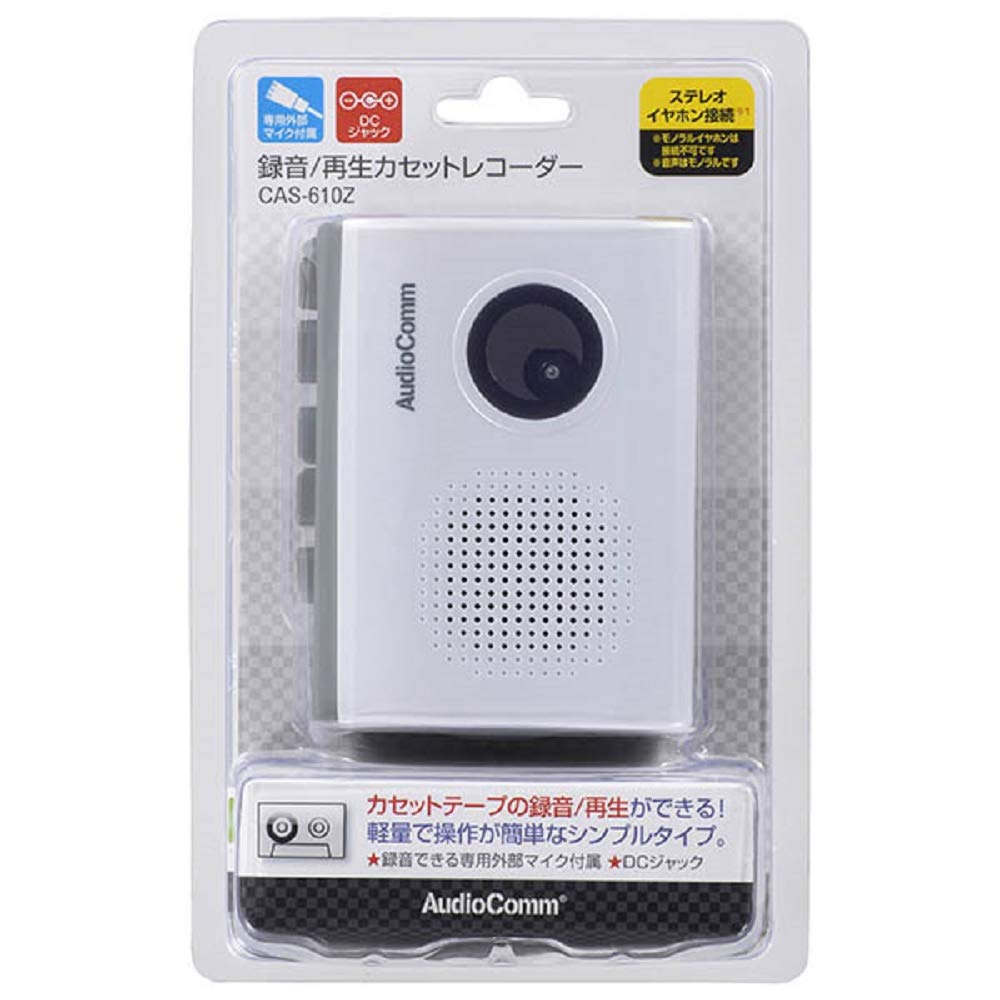 専用外部
マイク付属
DC
ジャック
ステレオ
イヤホン接続※1
※モノラルイヤホンは
接続不可です
※音声はモノラルです
録音/再生カセットレコーダー
CAS-610Z
AudioComm
カセットテープの録音/再生ができる!
軽量で操作が簡単なシンプルタイプ。
★録音できる専用外部マイク付属 ★DCジャック
AudioComm®